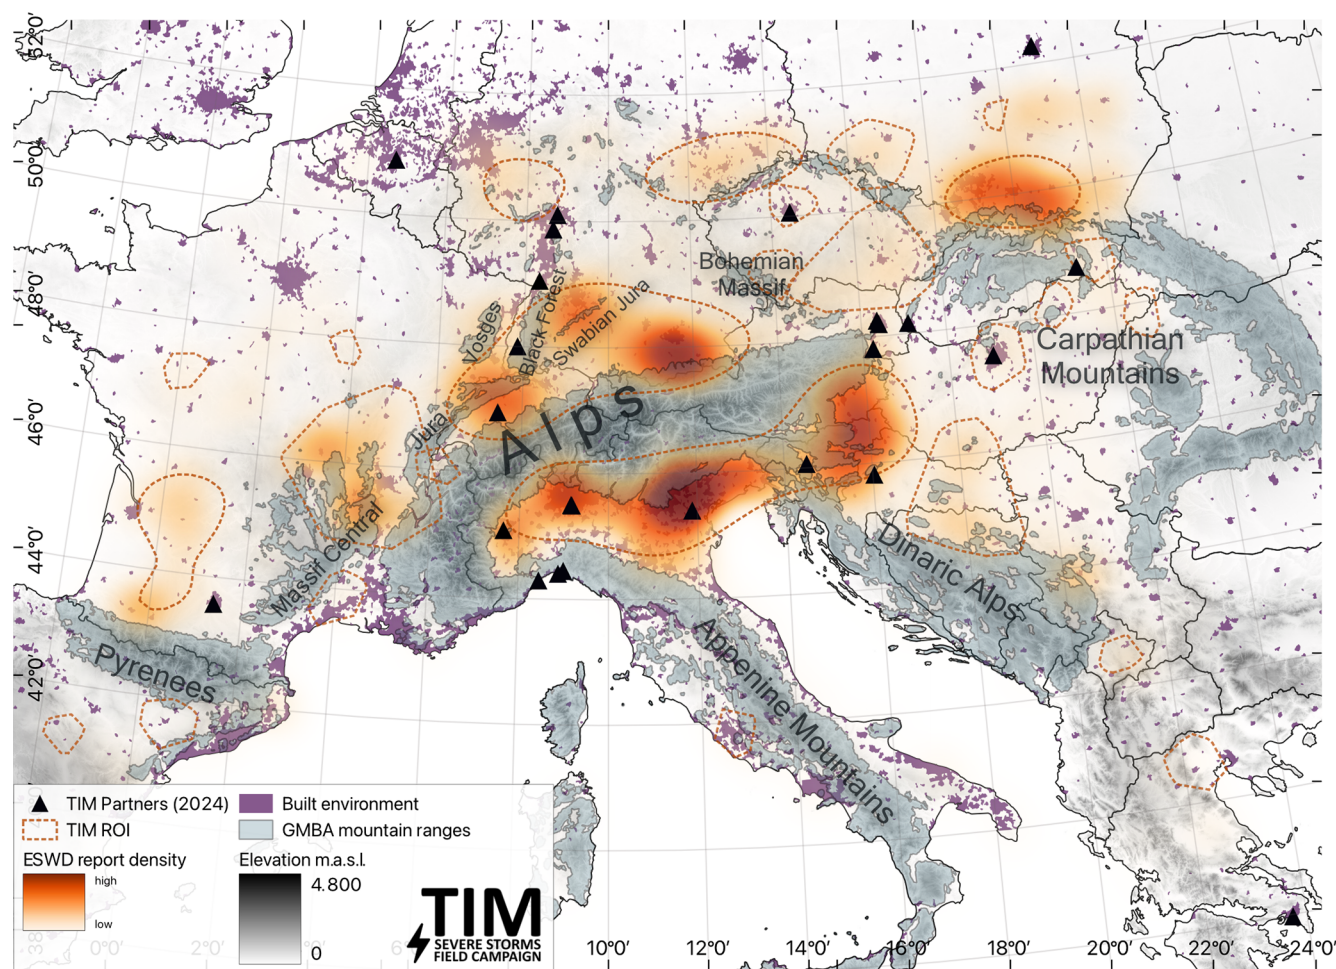 52°0′
50°0′
48°0′
46°0′
44°0′
42°0′
Bohemian
Massif
Vosges
Black Forest
Swabian Jura
Carpathian
Mountains
Alps
Jura
Massif Central
Dinaric Alps
Pyrenees
Appenine Mountains
TIM Partners (2024)
Built environment
TIM ROI
GMBA mountain ranges
ESWD report density
high
low
Elevation m.a.s.l.
4.800
0
TIM
SEVERE STORMS
FIELD CAMPAIGN
0°0′
2°0′
10°0′
12°0′
14°0′
16°0′
18°0′
20°0′
22°0′
24°0′